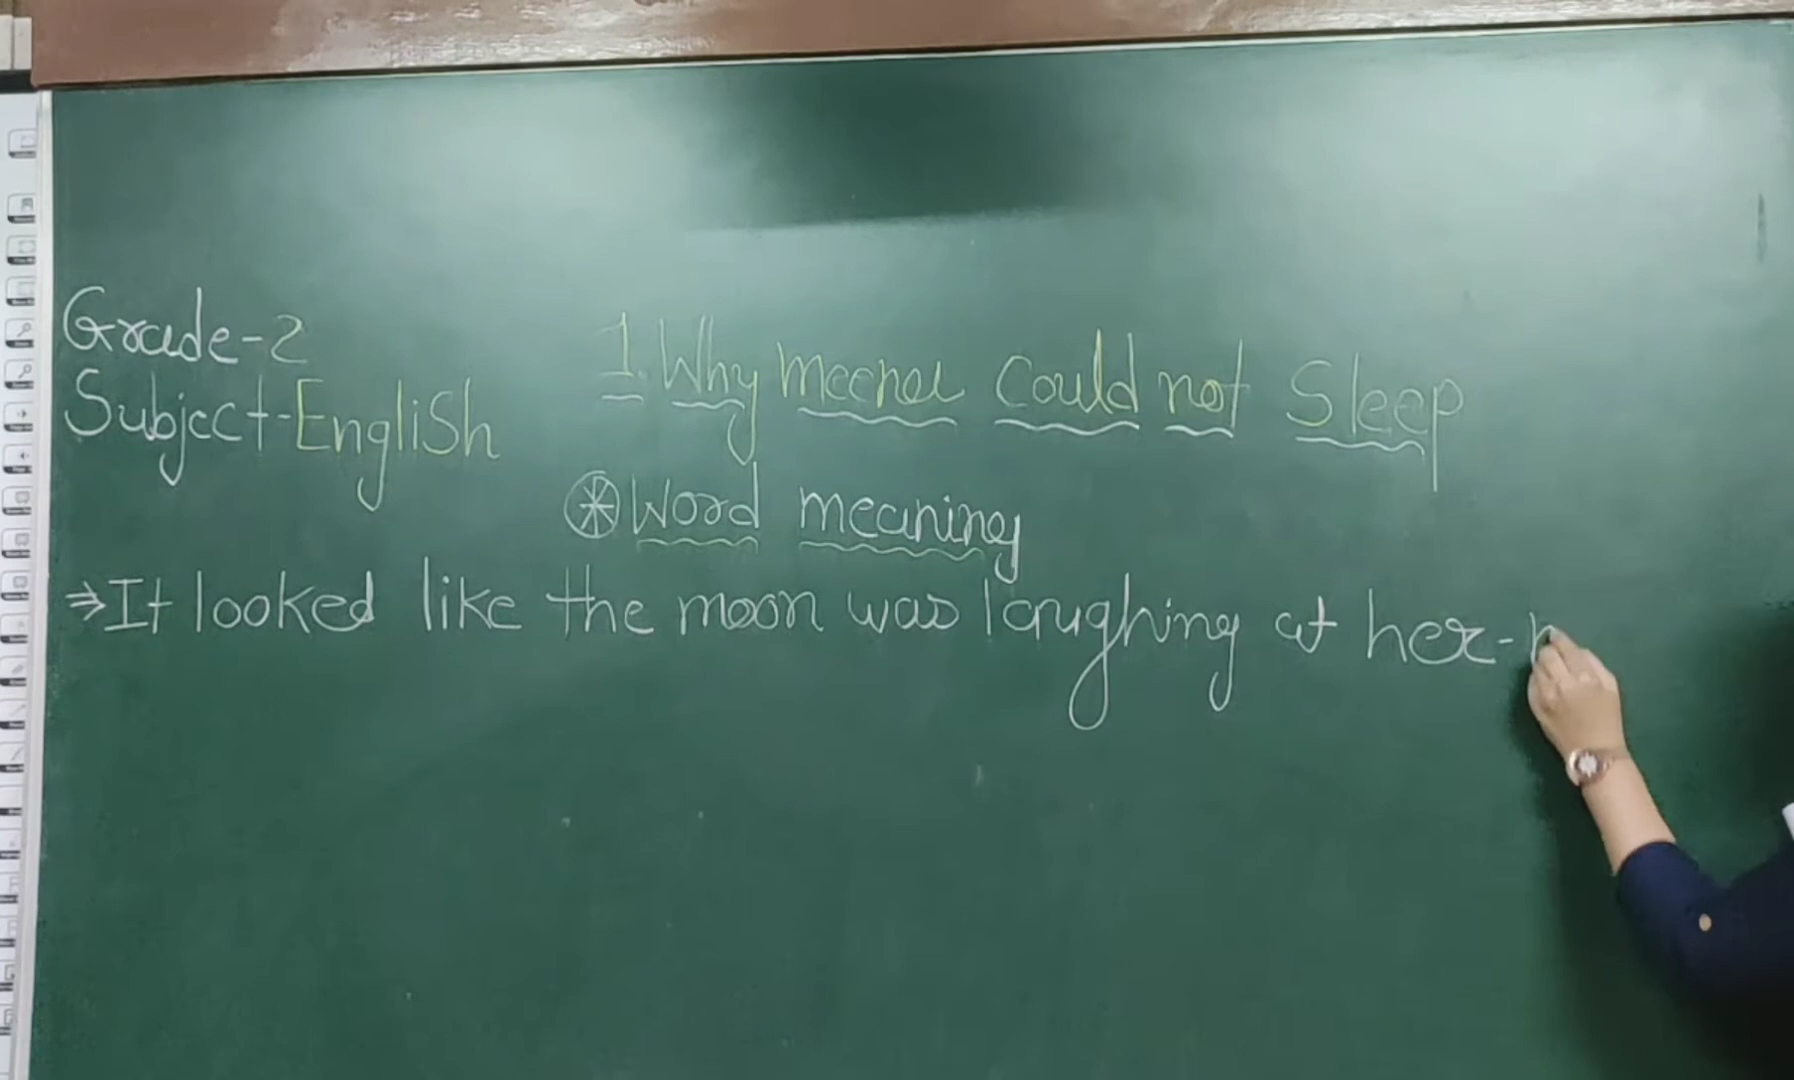 Grade-2
Subject-English
1. Why meena could not Sleep
Word meaning
⇒It looked like the moon was laughing at her-